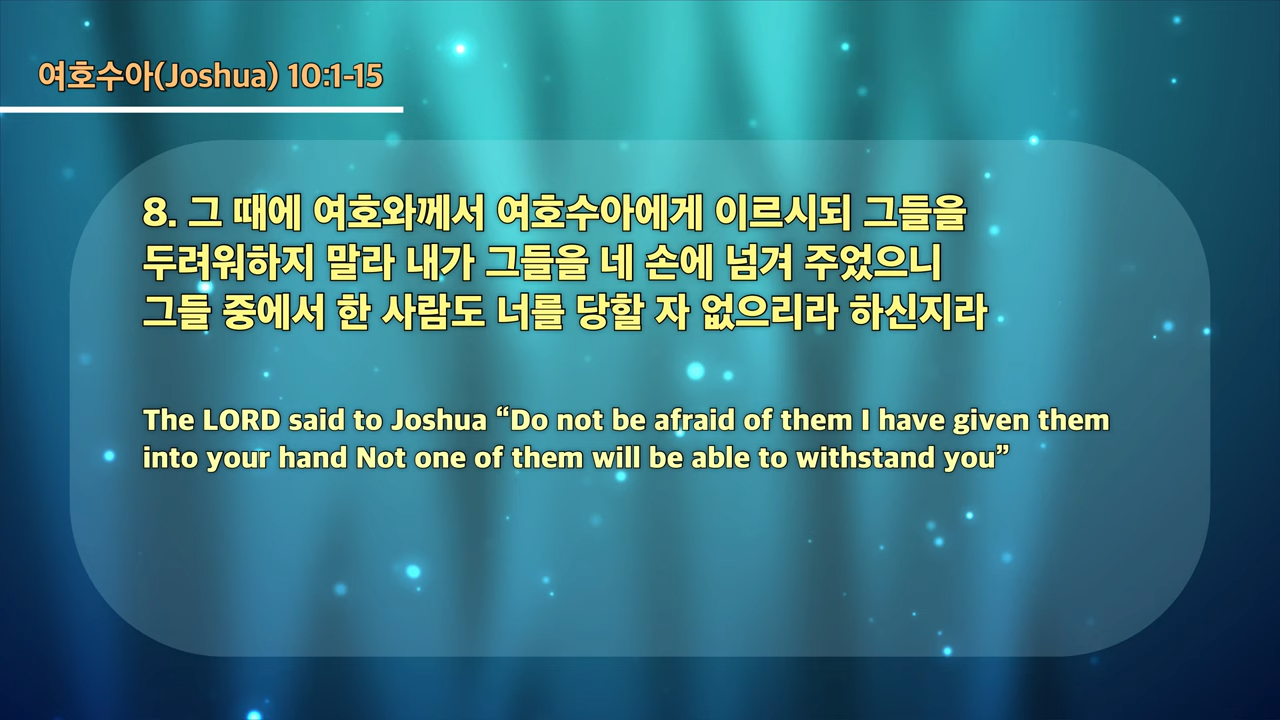 여호수아(Joshua) 10:1-15
8. 그 때에 여호와께서 여호수아에게 이르시되 그들을
두려워하지 말라 내가 그들을 네 손에 넘겨 주었으니
그들 중에서 한 사람도 너를 당할 자 없으리라 하신지라
The LORD said to Joshua “Do not be afraid of them I have given them
into your hand Not one of them will be able to withstand you”